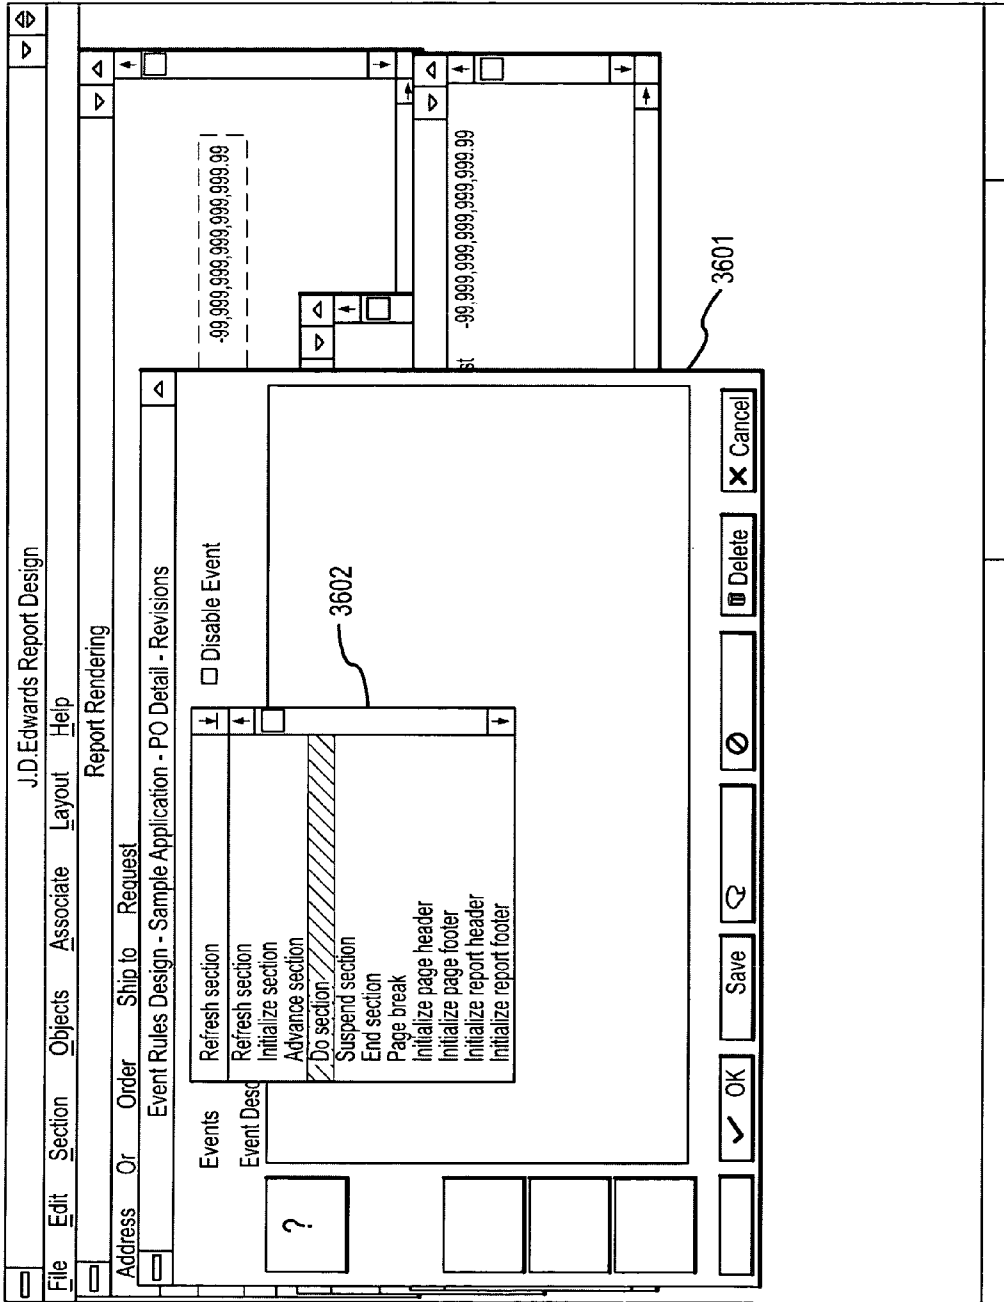 J.D.Edwards Report Design
File Edit Section Objects Associate Layout Help
Report Rendering
Address Or Order Ship to Request
Event Rules Design - Sample Application - PO Detail - Revisions
Events Refresh section Disable Event
Event Desc
Refresh section
Initialize section
Advance section
Do section
Suspend section
End section
Page break
Initialize page header
Initialize page footer
Initialize report header
Initialize report footer
?
OK Save Delete Cancel
-99,999,999,999,999,999.99
st -99,999,999,999,999,999.99
3602
3601